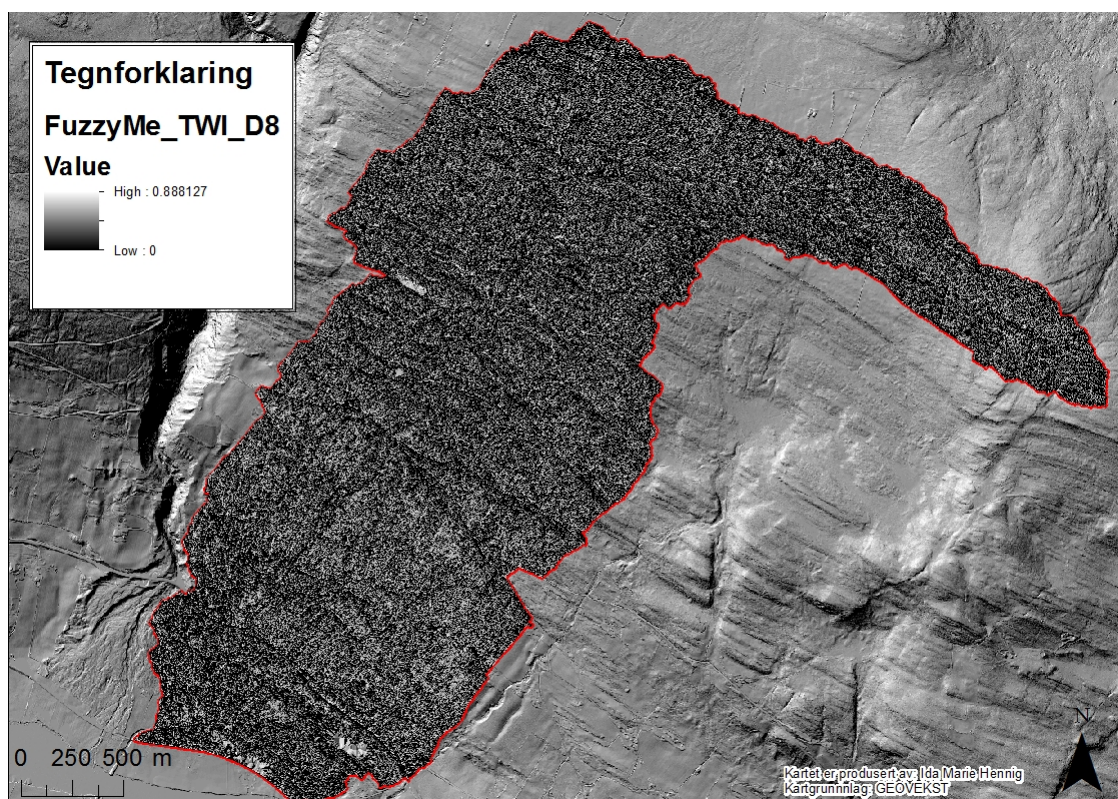 Tegnforklaring
FuzzyMe_TWI_D8
Value
High : 0.888127
Low : 0
0 250 500 m
N
Kartet er produsert av: Ida Marie Hennig
Kartgrunnlag: GEOVEKST